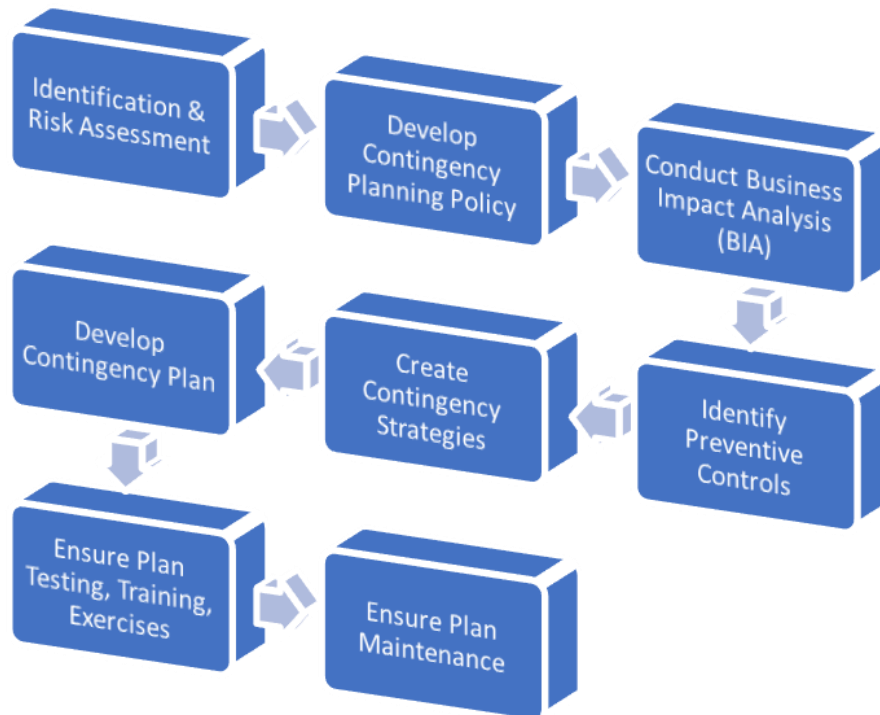 Identification &
Risk Assessment
Develop
Contingency
Planning Policy
Conduct Business
Impact Analysis
(BIA)
Identify
Preventive
Controls
Create
Contingency
Strategies
Develop
Contingency Plan
Ensure Plan
Testing, Training,
Exercises
Ensure Plan
Maintenance